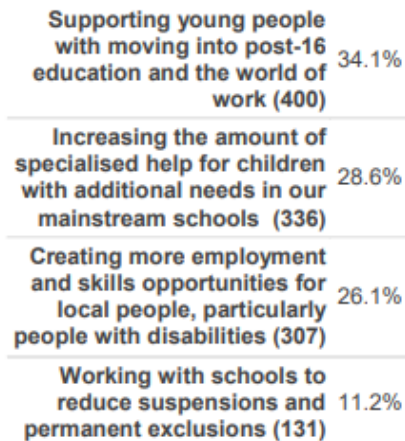 Supporting young people
with moving into post-16
education and the world of
work (400)
34.1%
Increasing the amount of
specialised help for children
with additional needs in our
mainstream schools (336)
28.6%
Creating more employment
and skills opportunities for
local people, particularly
people with disabilities (307)
26.1%
Working with schools to
reduce suspensions and
permanent exclusions (131)
11.2%